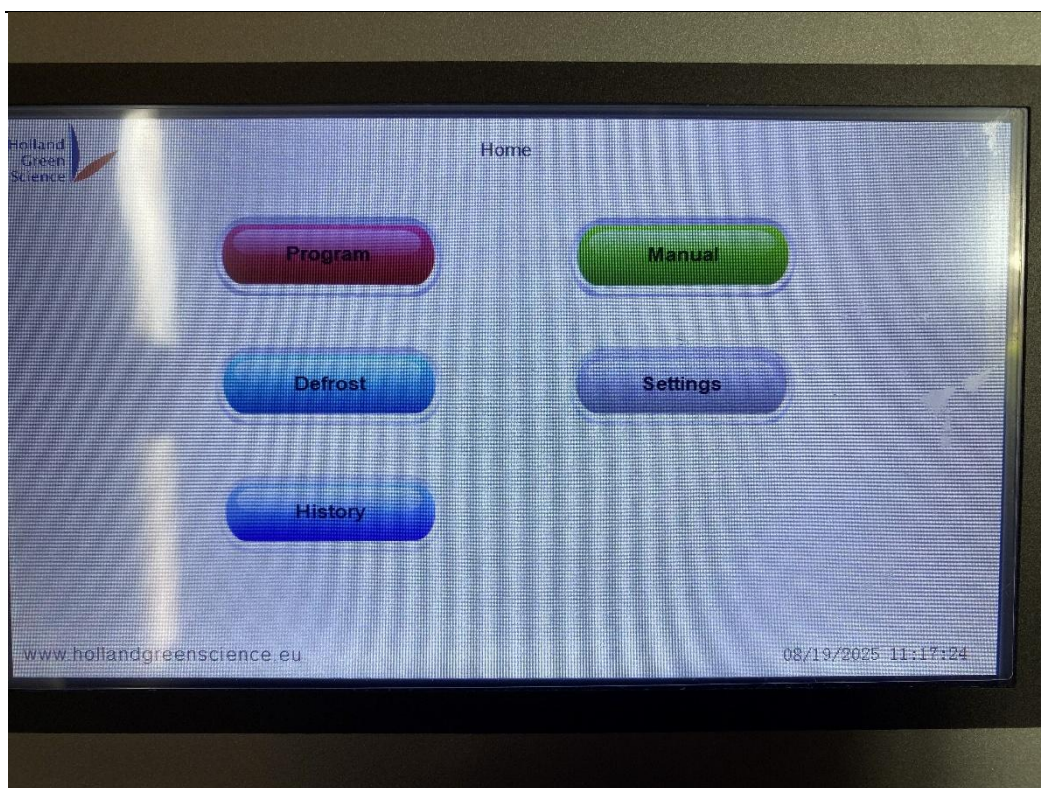 Holland
Green
Science
Home
Program
Manual
Defrost
Settings
History
www.hollandgreenscience.eu
08/19/2025 11:17:24